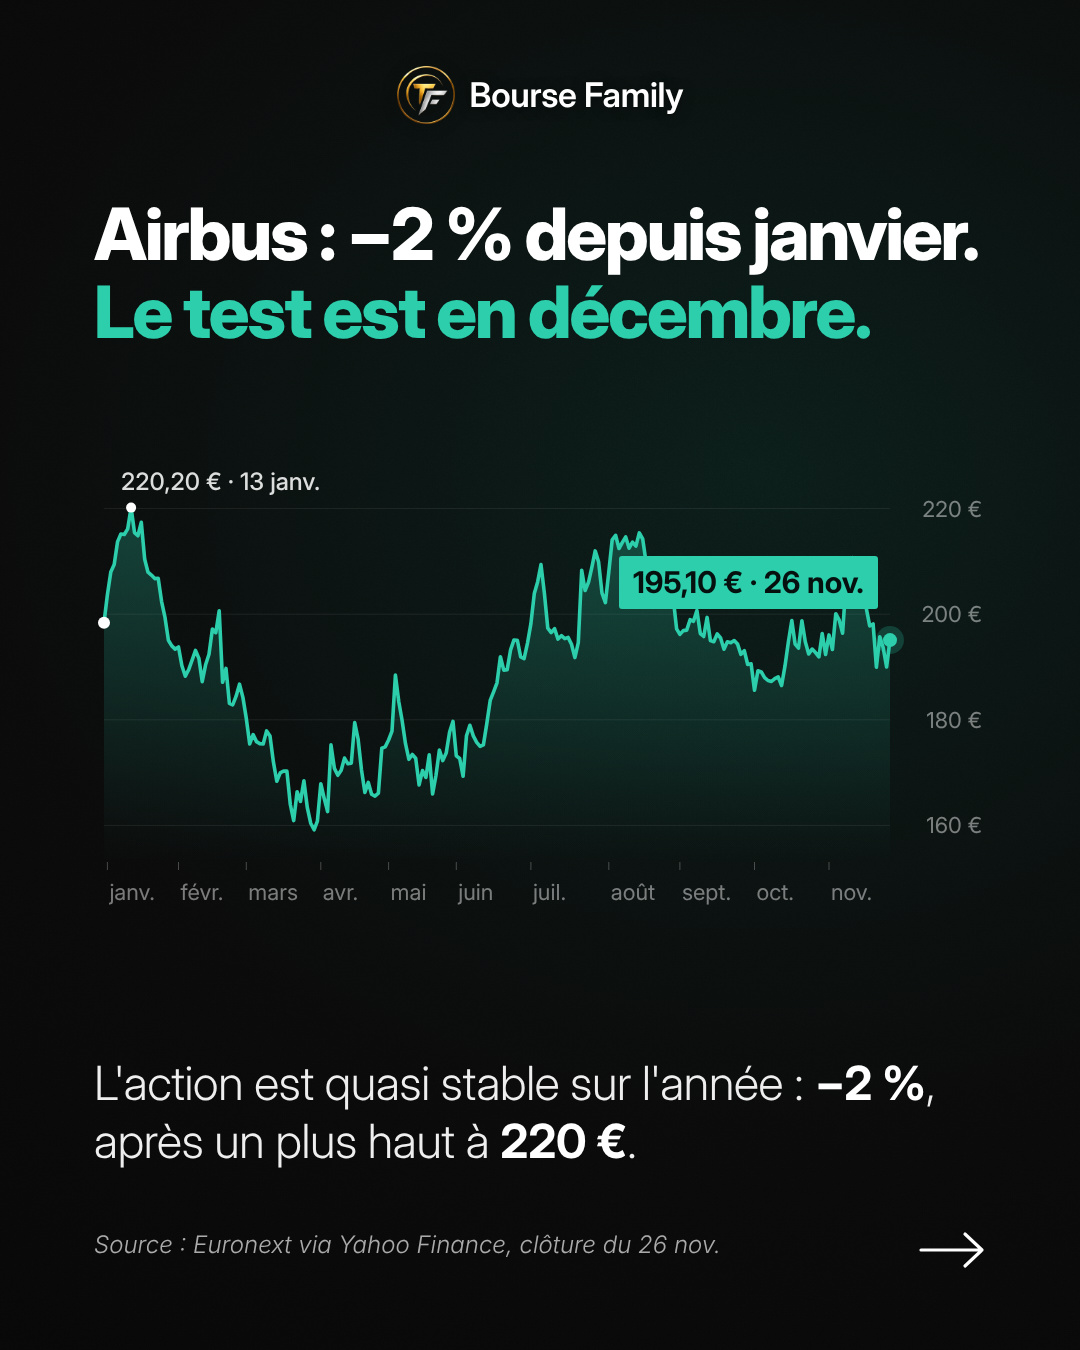 TF Bourse Family
Airbus : –2 % depuis janvier.
Le test est en décembre.
220,20 € · 13 janv.
220 €
195,10 € · 26 nov.
200 €
180 €
160 €
janv. févr. mars avr. mai juin juil. août sept. oct. nov.
L'action est quasi stable sur l'année : –2 %,
après un plus haut à 220 €.
Source : Euronext via Yahoo Finance, clôture du 26 nov.